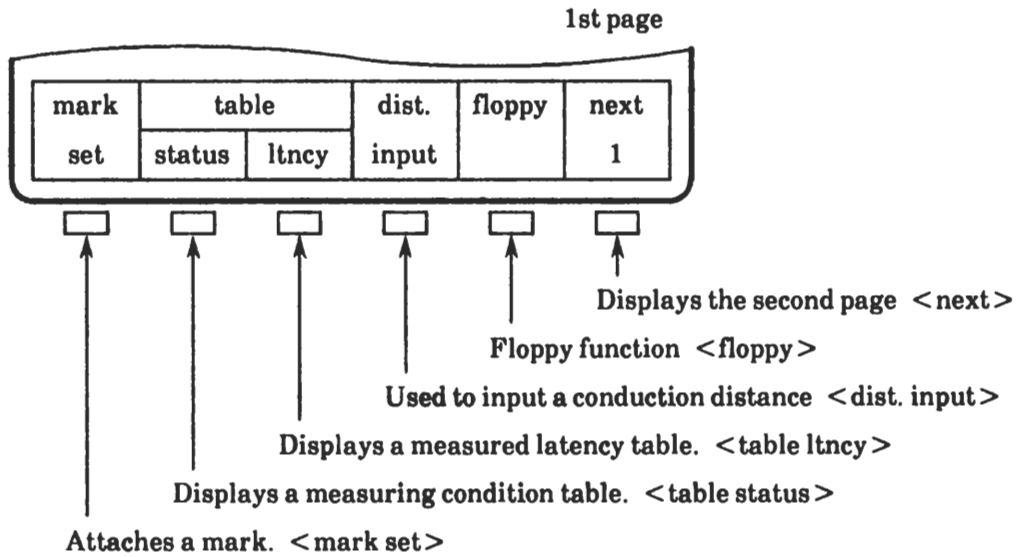 1st page
mark table dist. floppy next
set status ltncy input 1
Displays the second page <next>
Floppy function <floppy>
Used to input a conduction distance <dist. input>
Displays a measured latency table. <table ltncy>
Displays a measuring condition table. <table status>
Attaches a mark. <mark set>